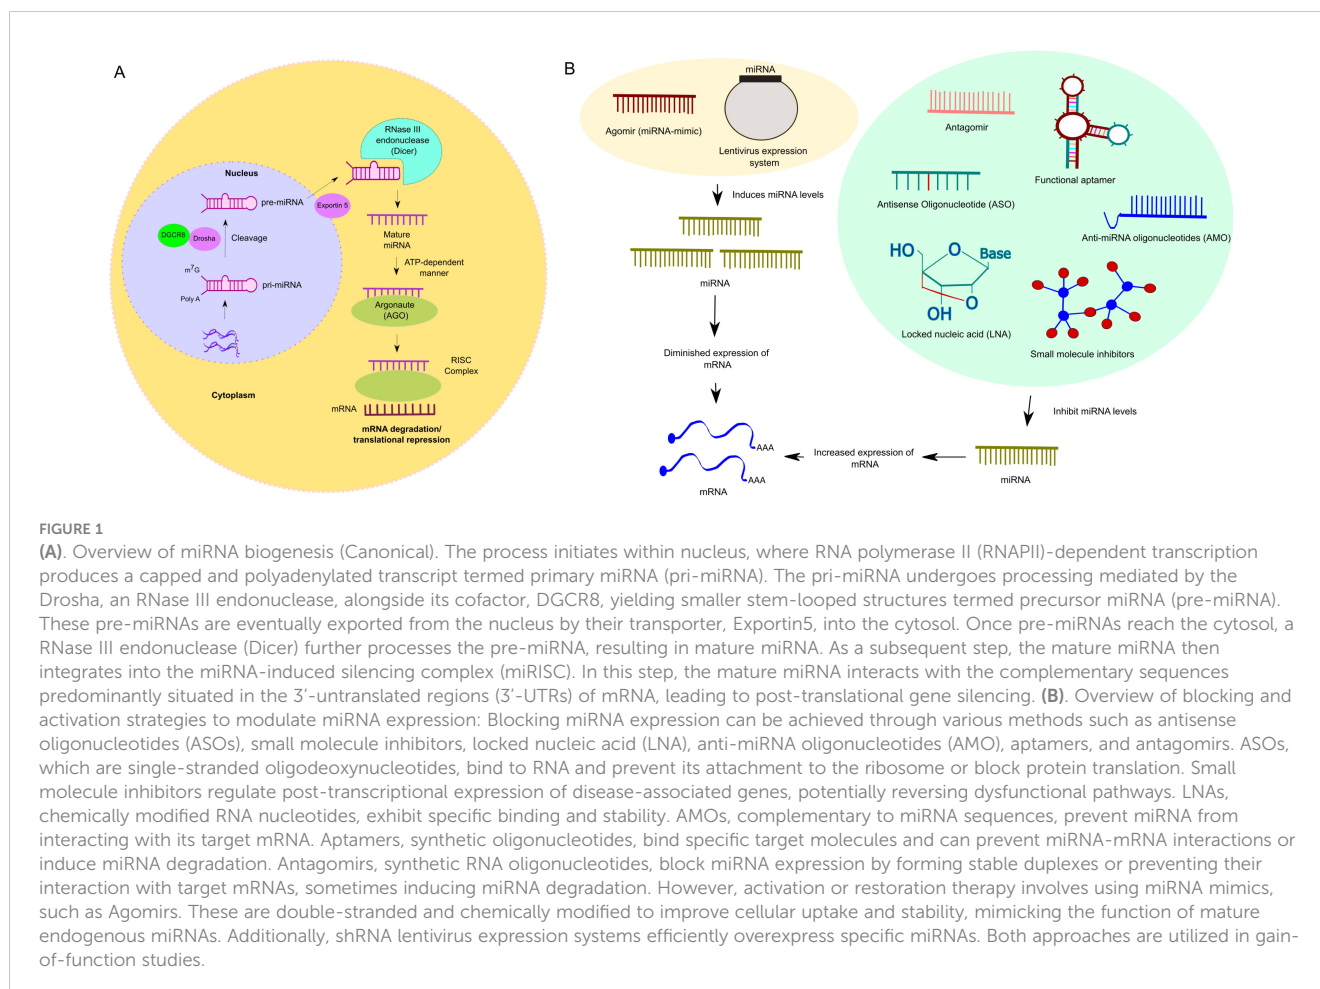 A
Nucleus
RNase III
endonuclease
(Dicer)
pre-miRNA
Exportin 5
DGCR8
Drosha
Cleavage
Mature
miRNA
ATP-dependent
manner
m7G
pri-miRNA
Poly A
Argonaute
(AGO)
RISC
Complex
Cytoplasm
mRNA
mRNA degradation/
translational repression
B
miRNA
Agomir (miRNA-mimic)
Lentivirus expression
system
Induces miRNA levels
miRNA
Diminished expression of
mRNA
AAA
AAA
mRNA
Increased expression of
mRNA
Antagomir
Functional aptamer
Antisense Oligonucleotide (ASO)
Anti-miRNA oligonucleotides (AMO)
HO
O
Base
O
OH
Locked nucleic acid (LNA)
Small molecule inhibitors
Inhibit miRNA levels
miRNA
FIGURE 1
(A). Overview of miRNA biogenesis (Canonical). The process initiates within nucleus, where RNA polymerase II (RNAPII)-dependent transcription
produces a capped and polyadenylated transcript termed primary miRNA (pri-miRNA). The pri-miRNA undergoes processing mediated by the
Drosha, an RNase III endonuclease, alongside its cofactor, DGCR8, yielding smaller stem-looped structures termed precursor miRNA (pre-miRNA).
These pre-miRNAs are eventually exported from the nucleus by their transporter, Exportin5, into the cytosol. Once pre-miRNAs reach the cytosol, a
RNase III endonuclease (Dicer) further processes the pre-miRNA, resulting in mature miRNA. As a subsequent step, the mature miRNA then
integrates into the miRNA-induced silencing complex (miRISC). In this step, the mature miRNA interacts with the complementary sequences
predominantly situated in the 3′-untranslated regions (3′-UTRs) of mRNA, leading to post-translational gene silencing. (B). Overview of blocking and
activation strategies to modulate miRNA expression: Blocking miRNA expression can be achieved through various methods such as antisense
oligonucleotides (ASOs), small molecule inhibitors, locked nucleic acid (LNA), anti-miRNA oligonucleotides (AMO), aptamers, and antagomirs. ASOs,
which are single-stranded oligodeoxynucleotides, bind to RNA and prevent its attachment to the ribosome or block protein translation. Small
molecule inhibitors regulate post-transcriptional expression of disease-associated genes, potentially reversing dysfunctional pathways. LNAs,
chemically modified RNA nucleotides, exhibit specific binding and stability. AMOs, complementary to miRNA sequences, prevent miRNA from
interacting with its target mRNA. Aptamers, synthetic oligonucleotides, bind specific target molecules and can prevent miRNA-mRNA interactions or
induce miRNA degradation. Antagomirs, synthetic RNA oligonucleotides, block miRNA expression by forming stable duplexes or preventing their
interaction with target mRNAs, sometimes inducing miRNA degradation. However, activation or restoration therapy involves using miRNA mimics,
such as Agomirs. These are double-stranded and chemically modified to improve cellular uptake and stability, mimicking the function of mature
endogenous miRNAs. Additionally, shRNA lentivirus expression systems efficiently overexpress specific miRNAs. Both approaches are utilized in gain-
of-function studies.